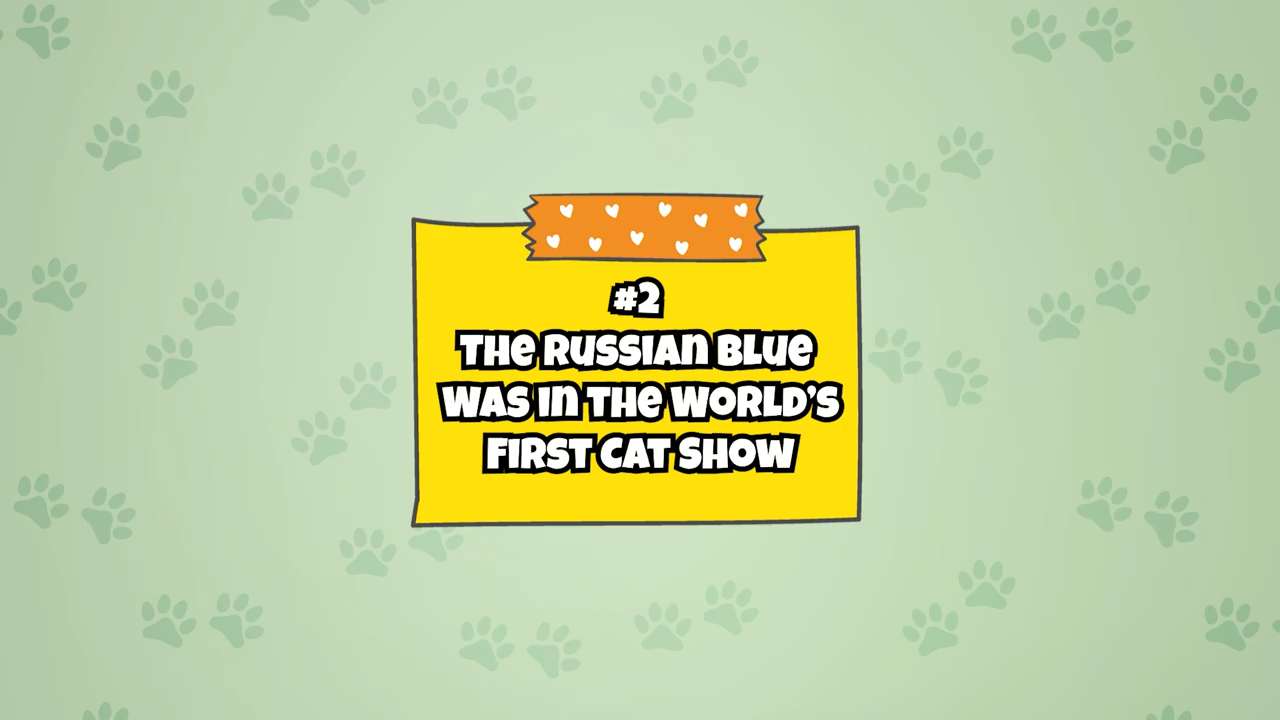 #2
THE RUSSIAN BLUE
WAS IN THE WORLD'S
FIRST CAT SHOW